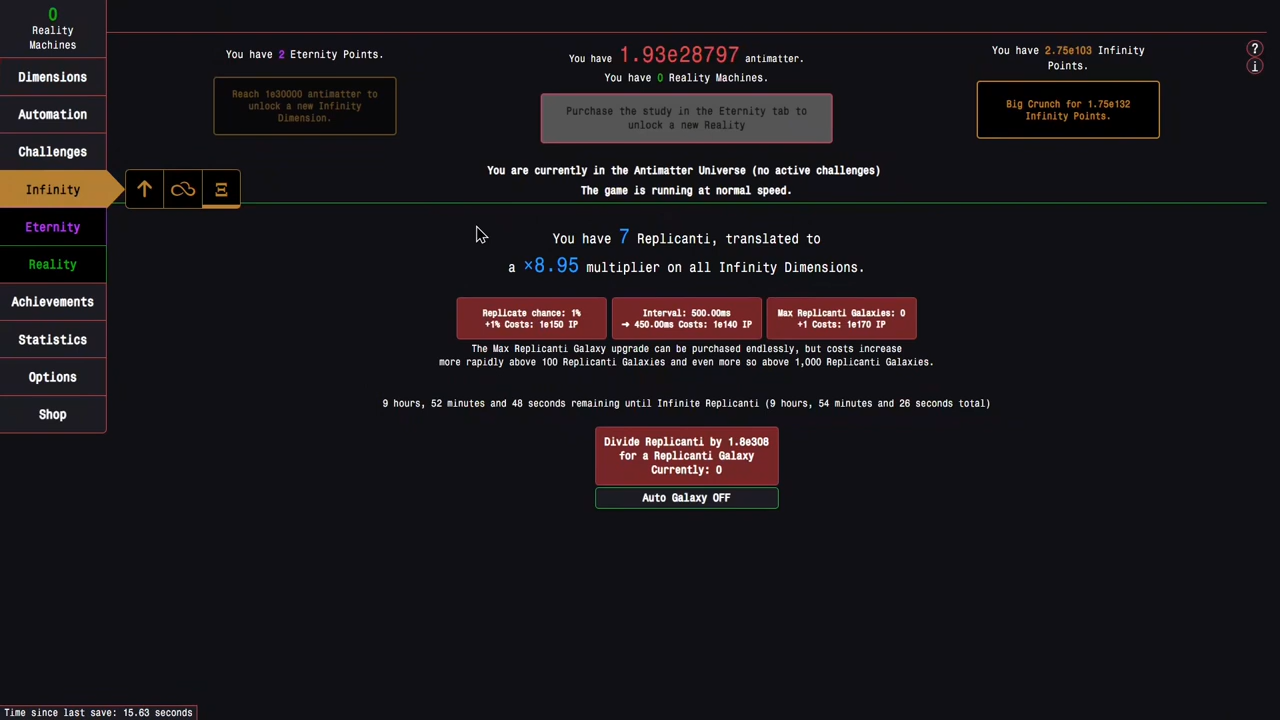 0
Reality
Machines
Dimensions
Automation
Challenges
Infinity
Eternity
Reality
Achievements
Statistics
Options
Shop
You have 2 Eternity Points.
Reach 1e30000 antimatter to
unlock a new Infinity
Dimension.
You have 1.93e28797 antimatter.
You have 0 Reality Machines.
Purchase the study in the Eternity tab to
unlock a new Reality
You have 2.75e103 Infinity
Points.
Big Crunch for 1.75e132
Infinity Points.
?
i
You are currently in the Antimatter Universe (no active challenges)
The game is running at normal speed.
You have 7 Replicanti, translated to
a ×8.95 multiplier on all Infinity Dimensions.
Replicate chance: 1%
+1% Costs: 1e150 IP
Interval: 500.00ms
➜ 450.00ms Costs: 1e140 IP
Max Replicanti Galaxies: 0
+1 Costs: 1e170 IP
The Max Replicanti Galaxy upgrade can be purchased endlessly, but costs increase
more rapidly above 100 Replicanti Galaxies and even more so above 1,000 Replicanti Galaxies.
9 hours, 52 minutes and 48 seconds remaining until Infinite Replicanti (9 hours, 54 minutes and 26 seconds total)
Divide Replicanti by 1.8e308
for a Replicanti Galaxy
Currently: 0
Auto Galaxy OFF
Time since last save: 15.63 seconds